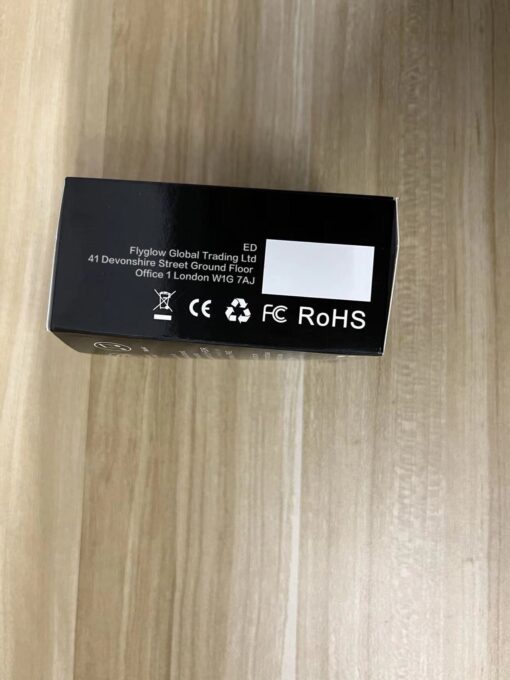 ED
Flyglow Global Trading Ltd
41 Devonshire Street Ground Floor
Office 1 London W1G 7AJ
CE FC RoHS